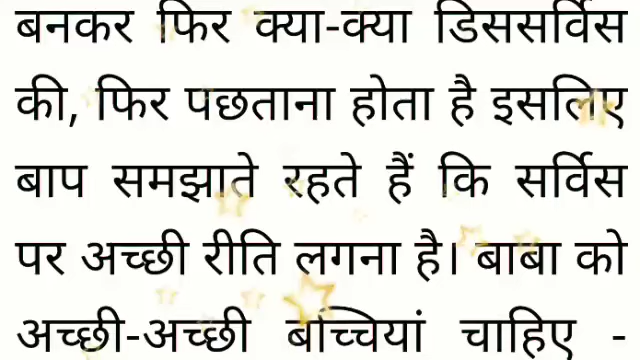 बनकर फिर क्या-क्या डिससर्विस
की, फिर पछताना होता है इसलिए
बाप समझाते रहते हैं कि सर्विस
पर अच्छी रीति लगना है। बाबा को
अच्छी-अच्छी बच्चियां चाहिए -